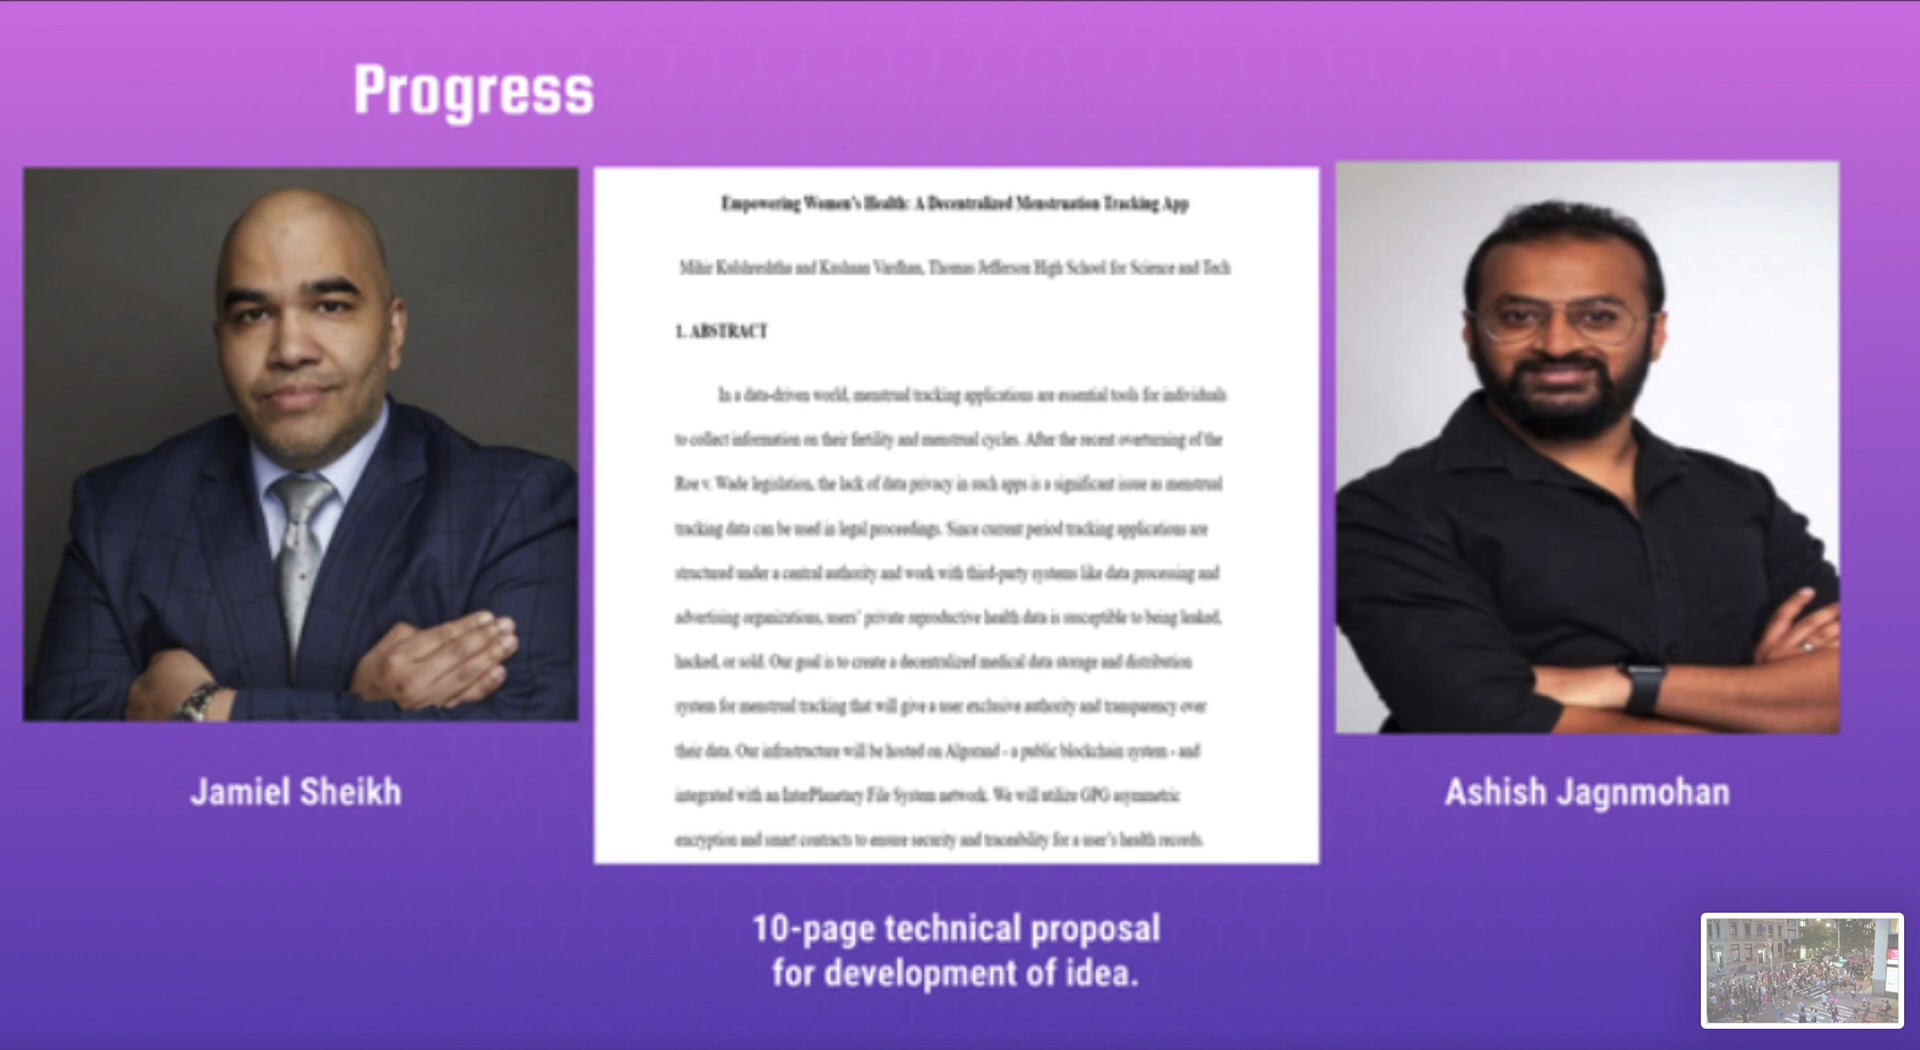 Progress
Empowering Women's Health: A Decentralized Menstruation Tracking App
Mihir Kulshreshtha and Kushaan Vardhan, Thomas Jefferson High School for Science and Tech
1. ABSTRACT
In a data-driven world, menstrual tracking applications are essential tools for individuals
to collect information on their fertility and menstrual cycles. After the recent overturning of the
Roe v. Wade legislation, the lack of data privacy in such apps is a significant issue as menstrual
tracking data can be used in legal proceedings. Since current period tracking applications are
structured under a central authority and work with third-party systems like data processing and
advertising organizations, users' private reproductive health data is susceptible to being leaked,
hacked, or sold. Our goal is to create a decentralized medical data storage and distribution
system for menstrual tracking that will give a user exclusive authority and transparency over
their data. Our infrastructure will be hosted on Algorand - a public blockchain system - and
integrated with an InterPlanetary File System network. We will utilize GPG asymmetric
encryption and smart contracts to ensure security and traceability for a user's health records.
Jamiel Sheikh
Ashish Jagnmohan
10-page technical proposal
for development of idea.